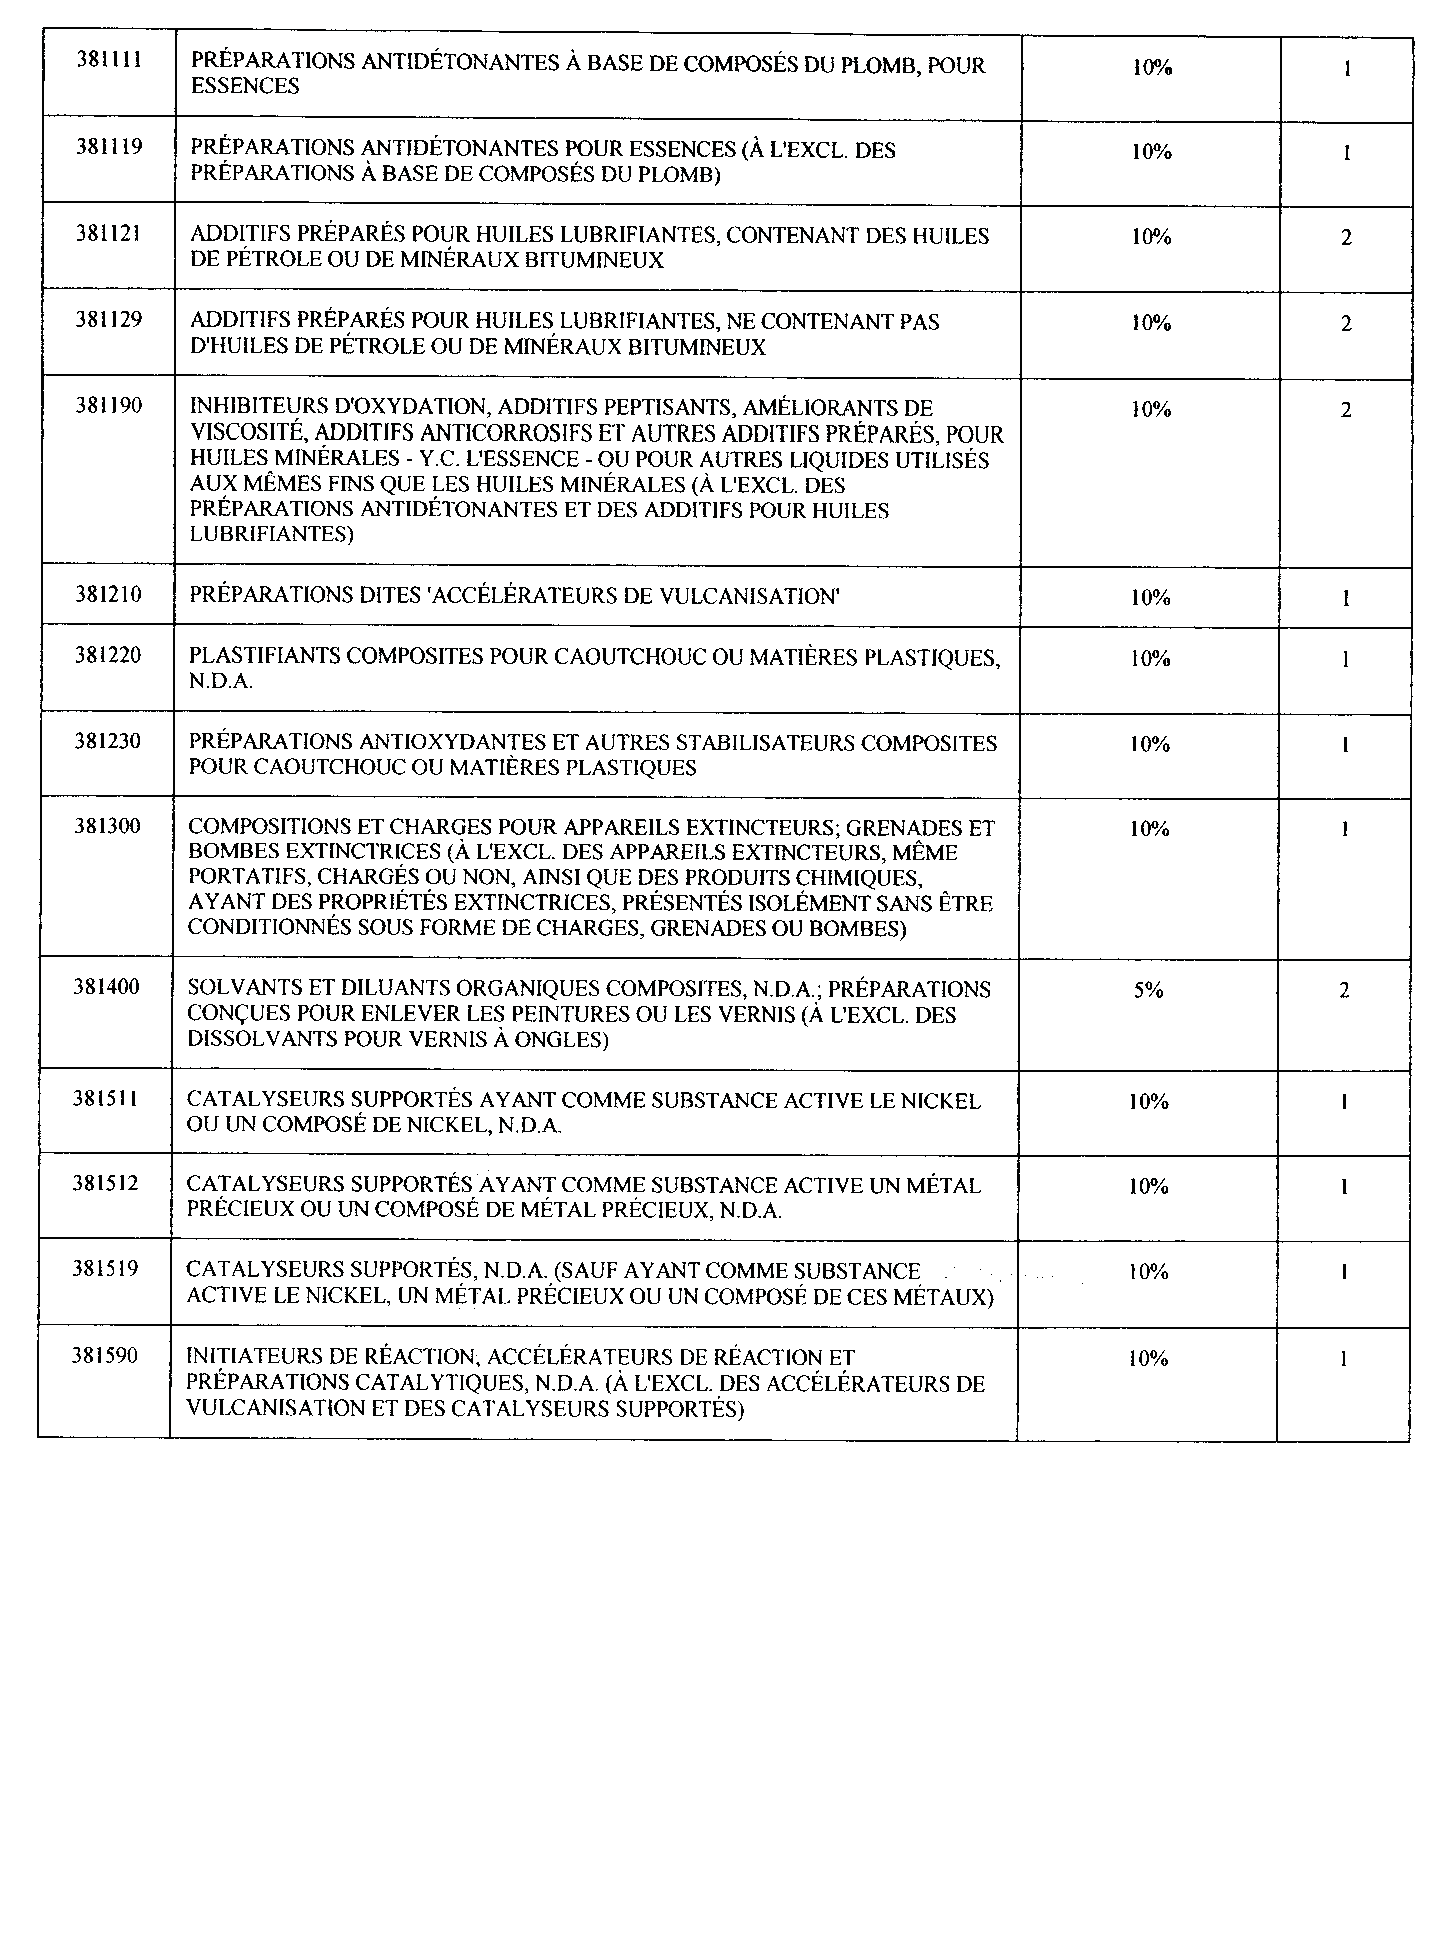 381111 PRÉPARATIONS ANTIDÉTONANTES À BASE DE COMPOSÉS DU PLOMB, POUR 10% 1
ESSENCES
381119 PRÉPARATIONS ANTIDÉTONANTES POUR ESSENCES (À L'EXCL. DES 10% 1
PRÉPARATIONS À BASE DE COMPOSÉS DU PLOMB)
381121 ADDITIFS PRÉPARÉS POUR HUILES LUBRIFIANTES, CONTENANT DES HUILES 10% 2
DE PÉTROLE OU DE MINÉRAUX BITUMINEUX
381129 ADDITIFS PRÉPARÉS POUR HUILES LUBRIFIANTES, NE CONTENANT PAS 10% 2
D'HUILES DE PÉTROLE OU DE MINÉRAUX BITUMINEUX
381190 INHIBITEURS D'OXYDATION, ADDITIFS PEPTISANTS, AMÉLIORANTS DE 10% 2
VISCOSITÉ, ADDITIFS ANTICORROSIFS ET AUTRES ADDITIFS PRÉPARÉS, POUR
HUILES MINÉRALES - Y.C. L'ESSENCE - OU POUR AUTRES LIQUIDES UTILISÉS
AUX MÊMES FINS QUE LES HUILES MINÉRALES (À L'EXCL. DES
PRÉPARATIONS ANTIDÉTONANTES ET DES ADDITIFS POUR HUILES
LUBRIFIANTES)
381210 PRÉPARATIONS DITES 'ACCÉLÉRATEURS DE VULCANISATION' 10% 1
381220 PLASTIFIANTS COMPOSITES POUR CAOUTCHOUC OU MATIÈRES PLASTIQUES, 10% 1
N.D.A.
381230 PRÉPARATIONS ANTIOXYDANTES ET AUTRES STABILISATEURS COMPOSITES 10% 1
POUR CAOUTCHOUC OU MATIÈRES PLASTIQUES
381300 COMPOSITIONS ET CHARGES POUR APPAREILS EXTINCTEURS; GRENADES ET 10% 1
BOMBES EXTINCTRICES (À L'EXCL. DES APPAREILS EXTINCTEURS, MÊME
PORTATIFS, CHARGÉS OU NON, AINSI QUE DES PRODUITS CHIMIQUES,
AYANT DES PROPRIÉTÉS EXTINCTRICES, PRÉSENTÉS ISOLÉMENT SANS ÊTRE
CONDITIONNÉS SOUS FORME DE CHARGES, GRENADES OU BOMBES)
381400 SOLVANTS ET DILUANTS ORGANIQUES COMPOSITES, N.D.A.; PRÉPARATIONS 5% 2
CONÇUES POUR ENLEVER LES PEINTURES OU LES VERNIS (À L'EXCL. DES
DISSOLVANTS POUR VERNIS À ONGLES)
381511 CATALYSEURS SUPPORTÉS AYANT COMME SUBSTANCE ACTIVE LE NICKEL 10% 1
OU UN COMPOSÉ DE NICKEL, N.D.A.
381512 CATALYSEURS SUPPORTÉS AYANT COMME SUBSTANCE ACTIVE UN MÉTAL 10% 1
PRÉCIEUX OU UN COMPOSÉ DE MÉTAL PRÉCIEUX, N.D.A.
381519 CATALYSEURS SUPPORTÉS, N.D.A. (SAUF AYANT COMME SUBSTANCE 10% 1
ACTIVE LE NICKEL, UN MÉTAL PRÉCIEUX OU UN COMPOSÉ DE CES MÉTAUX)
381590 INITIATEURS DE RÉACTION, ACCÉLÉRATEURS DE RÉACTION ET 10% 1
PRÉPARATIONS CATALYTIQUES, N.D.A. (À L'EXCL. DES ACCÉLÉRATEURS DE
VULCANISATION ET DES CATALYSEURS SUPPORTÉS)